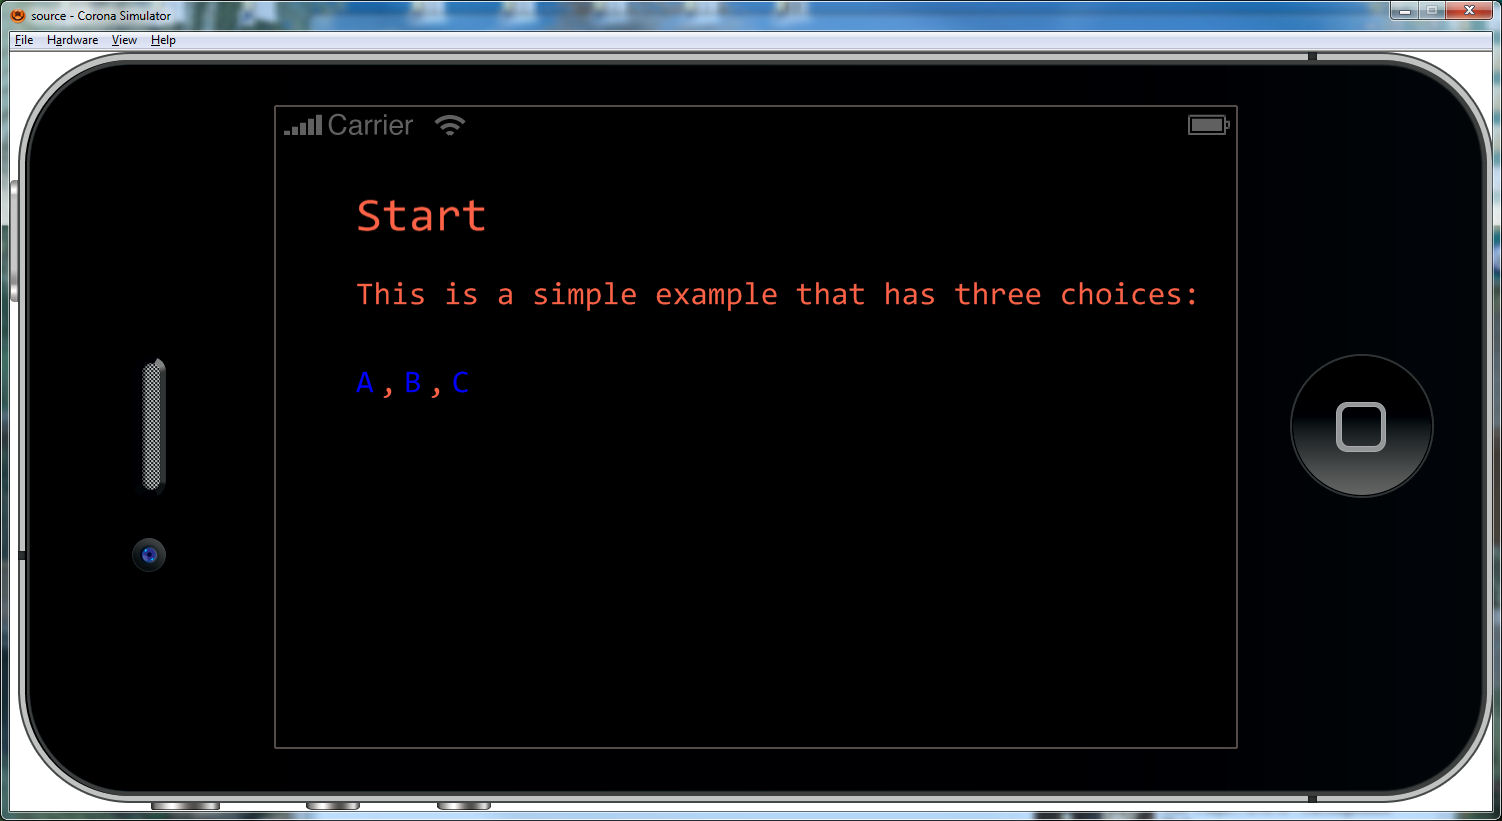 source - Corona Simulator
File Hardware View Help
Carrier
Start
This is a simple example that has three choices:
A , B , C